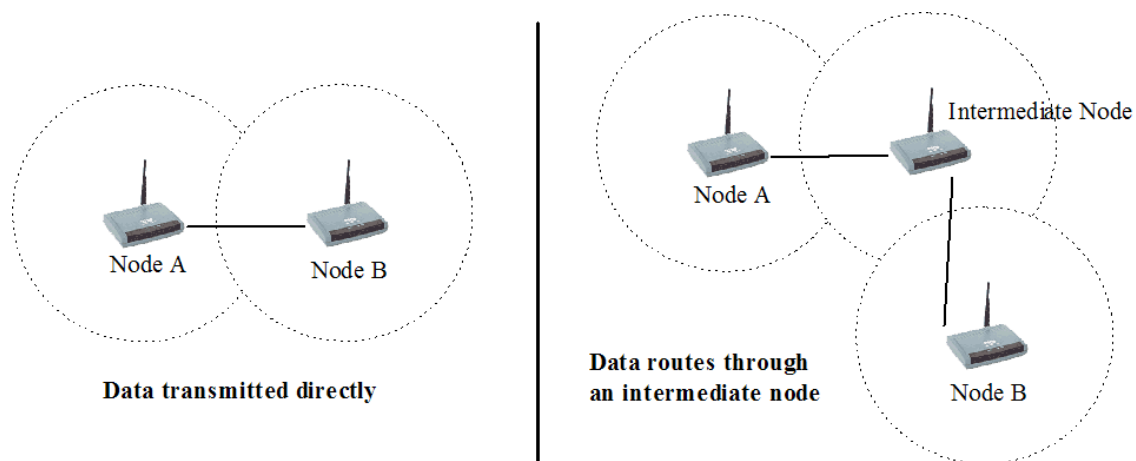 Node A
Node B
Data transmitted directly
Intermediate Node
Node A
Node B
Data routes through
an intermediate node